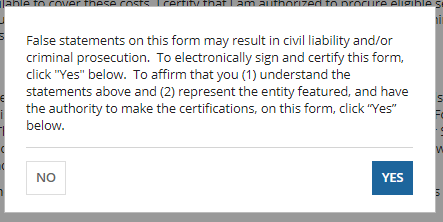 lable to cover these costs. I certify that I am authorized to procure eligible
False statements on this form may result in civil liability and/or
criminal prosecution.  To electronically sign and certify this form,
click "Yes" below.  To affirm that you (1) understand the
statements above and (2) represent the entity featured, and have
the authority to make the certifications, on this form, click “Yes”
below.
NO
YES